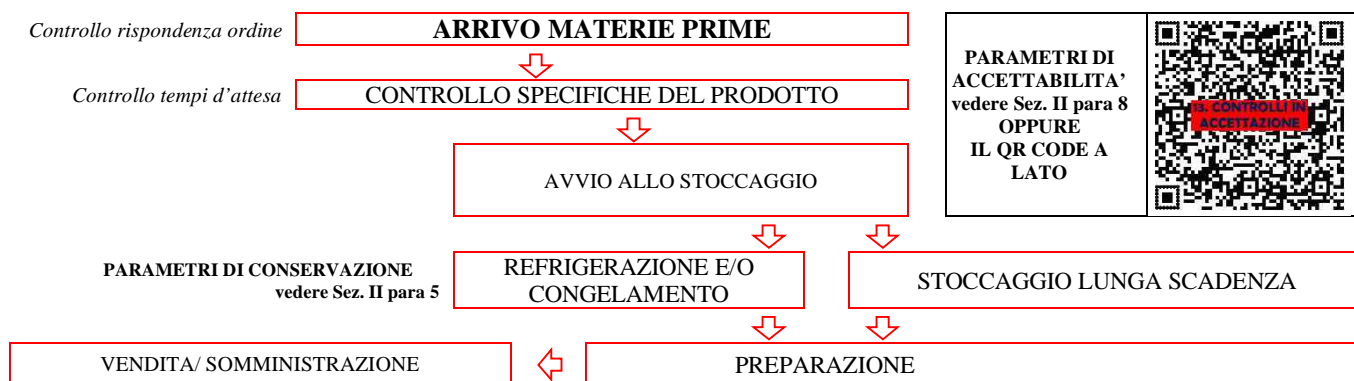 Controllo rispondenza ordine
ARRIVO MATERIE PRIME
Controllo tempi d'attesa
CONTROLLO SPECIFICHE DEL PRODOTTO
PARAMETRI DI
ACCETTABILITA'
vedere Sez. II para 8
OPPURE
IL QR CODE A
LATO
13. CONTROLLI IN
ACCETTAZIONE
AVVIO ALLO STOCCAGGIO
PARAMETRI DI CONSERVAZIONE
vedere Sez. II para 5
REFRIGERAZIONE E/O
CONGELAMENTO
STOCCAGGIO LUNGA SCADENZA
VENDITA/ SOMMINISTRAZIONE
PREPARAZIONE